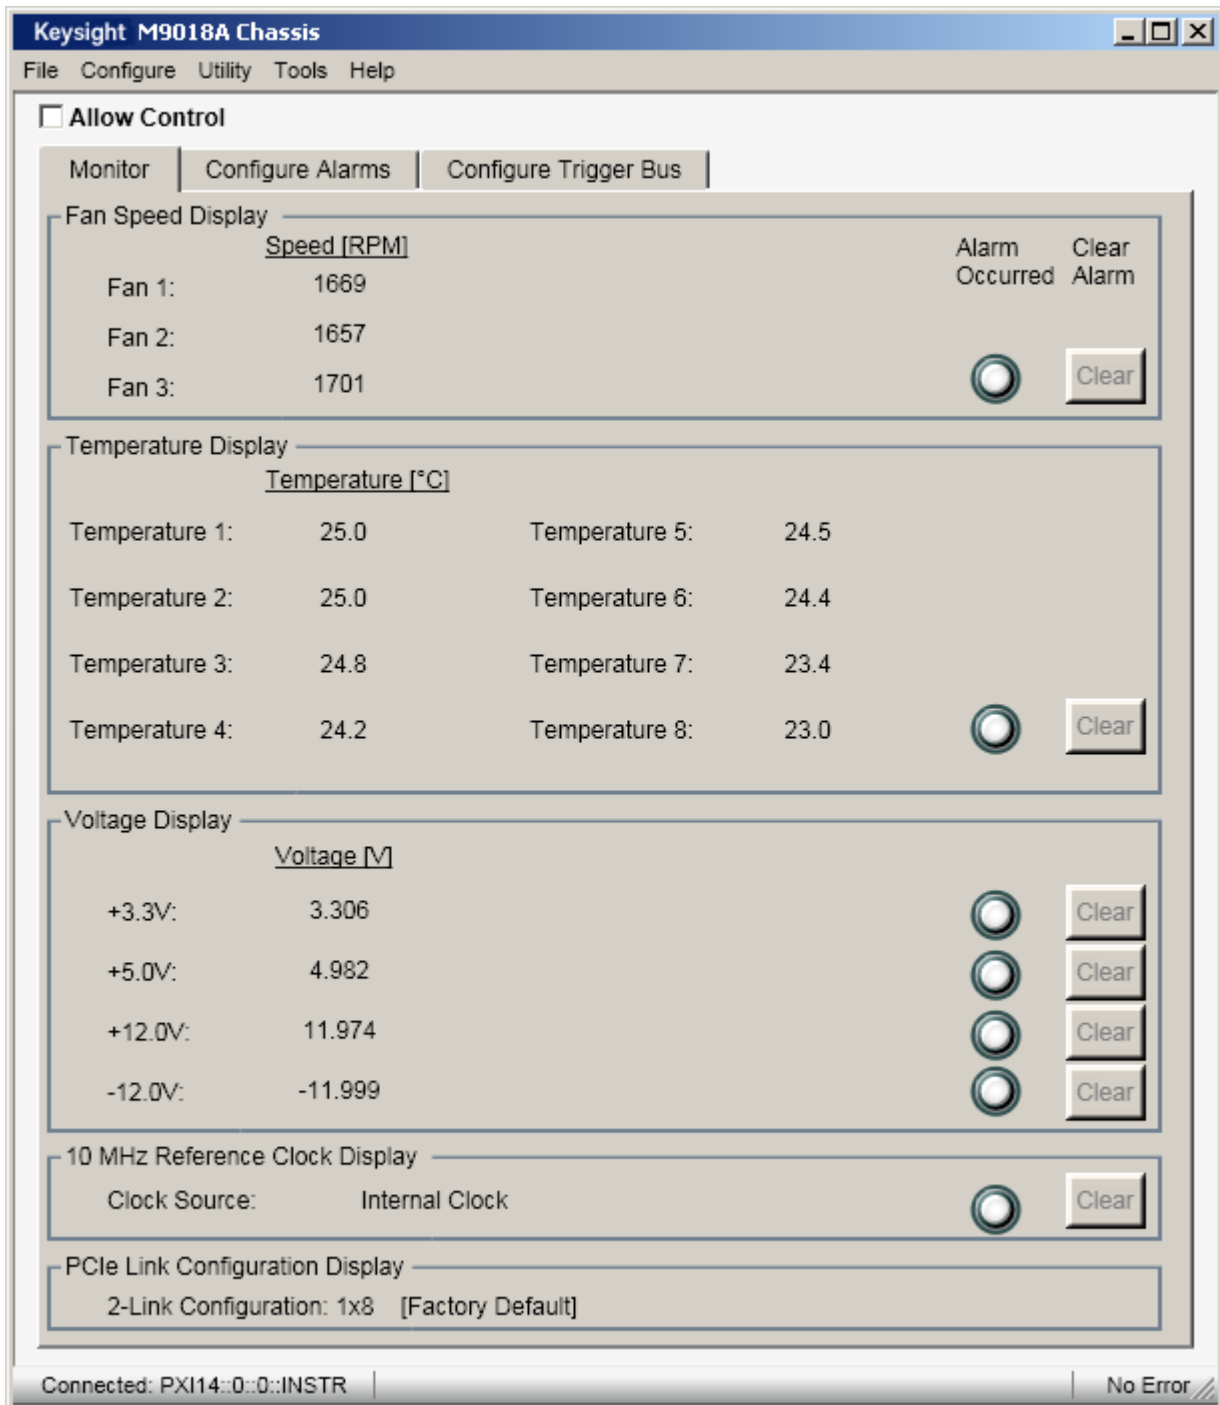 Keysight M9018A Chassis
File Configure Utility Tools Help
Allow Control
Monitor Configure Alarms Configure Trigger Bus
Fan Speed Display
Speed [RPM]
Alarm Occurred Clear Alarm
Fan 1: 1669
Fan 2: 1657
Fan 3: 1701
Clear
Temperature Display
Temperature [°C]
Temperature 1: 25.0 Temperature 5: 24.5
Temperature 2: 25.0 Temperature 6: 24.4
Temperature 3: 24.8 Temperature 7: 23.4
Temperature 4: 24.2 Temperature 8: 23.0 Clear
Voltage Display
Voltage [V]
+3.3V: 3.306 Clear
+5.0V: 4.982 Clear
+12.0V: 11.974 Clear
-12.0V: -11.999 Clear
10 MHz Reference Clock Display
Clock Source: Internal Clock Clear
PCIe Link Configuration Display
2-Link Configuration: 1x8 [Factory Default]
Connected: PXI14::0::0::INSTR No Error